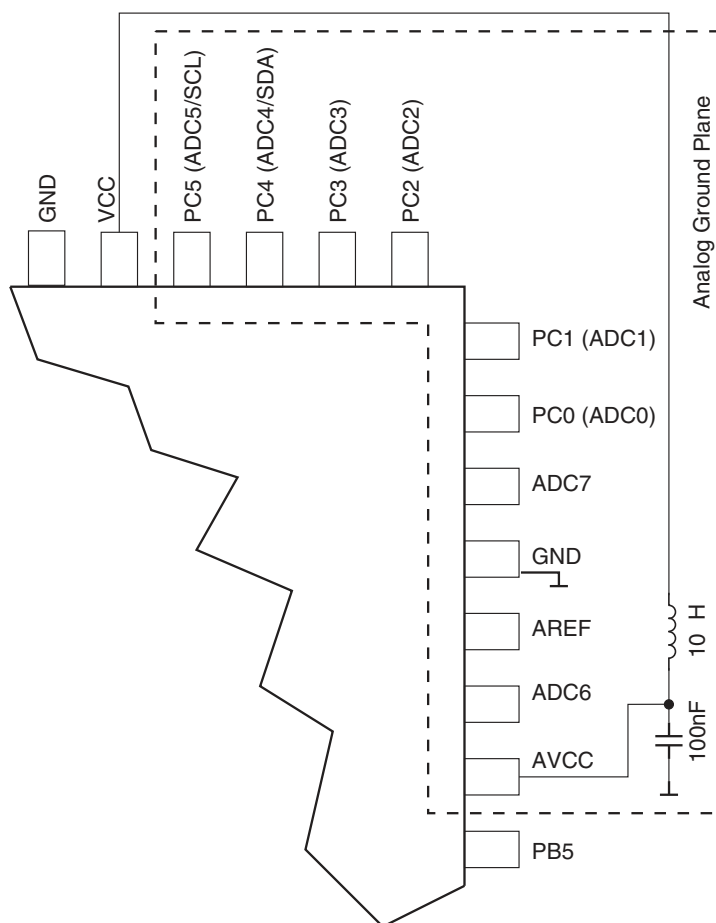 GND
VCC
PC5 (ADC5/SCL)
PC4 (ADC4/SDA)
PC3 (ADC3)
PC2 (ADC2)
Analog Ground Plane
PC1 (ADC1)
PC0 (ADC0)
ADC7
GND
AREF
10 H
ADC6
100nF
AVCC
PB5